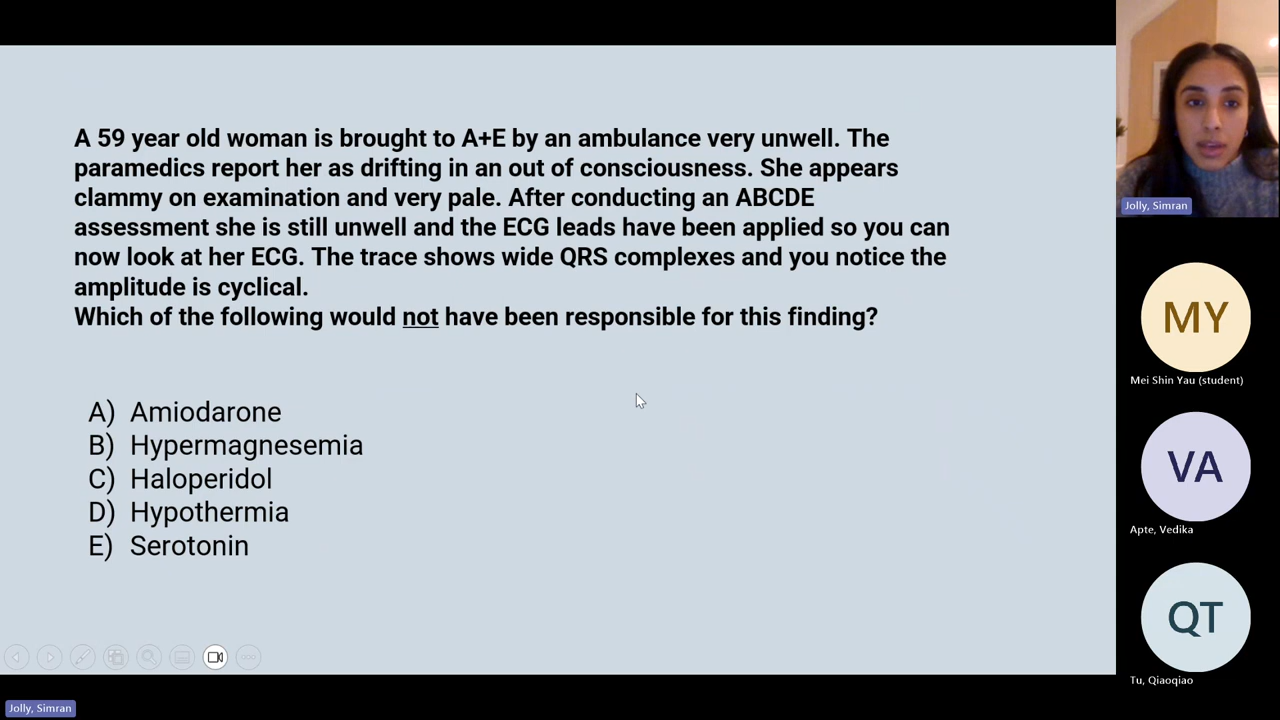 A 59 year old woman is brought to A+E by an ambulance very unwell. The
paramedics report her as drifting in an out of consciousness. She appears
clammy on examination and very pale. After conducting an ABCDE
assessment she is still unwell and the ECG leads have been applied so you can
now look at her ECG. The trace shows wide QRS complexes and you notice the
amplitude is cyclical.
Which of the following would not have been responsible for this finding?
A) Amiodarone
B) Hypermagnesemia
C) Haloperidol
D) Hypothermia
E) Serotonin
Jolly, Simran
MY
Mei Shin Yau (student)
VA
Apte, Vedika
QT
Tu, Qiaoqiao
Jolly, Simran